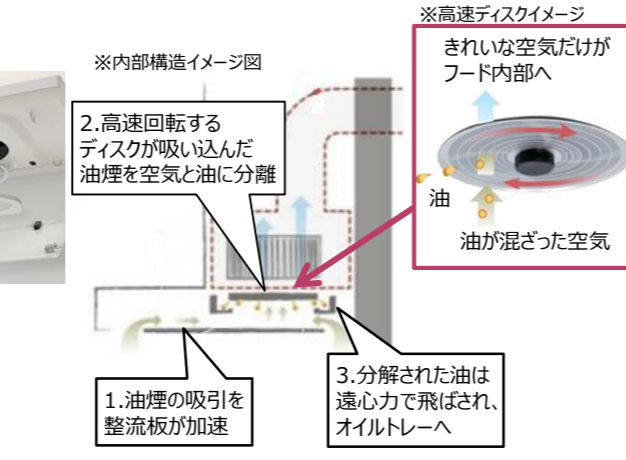 ※高速ディスクイメージ
きれいな空気だけが
フード内部へ
油
油が混ざった空気
※内部構造イメージ図
2.高速回転する
ディスクが吸い込んだ
油煙を空気と油に分離
1.油煙の吸引を
整流板が加速
3.分解された油は
遠心力で飛ばされ、
オイルトレーへ